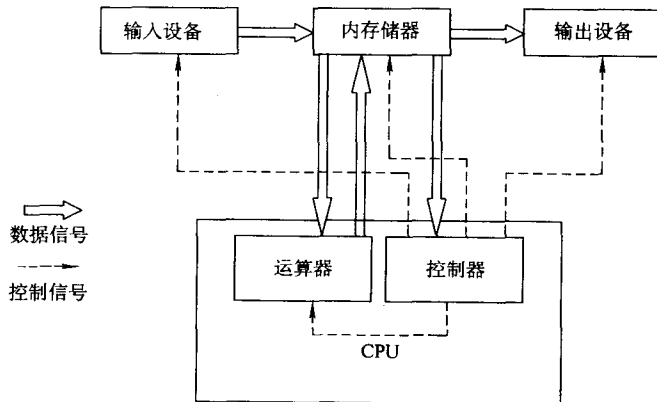 输入设备
内存储器
输出设备
数据信号
控制信号
运算器
控制器
CPU